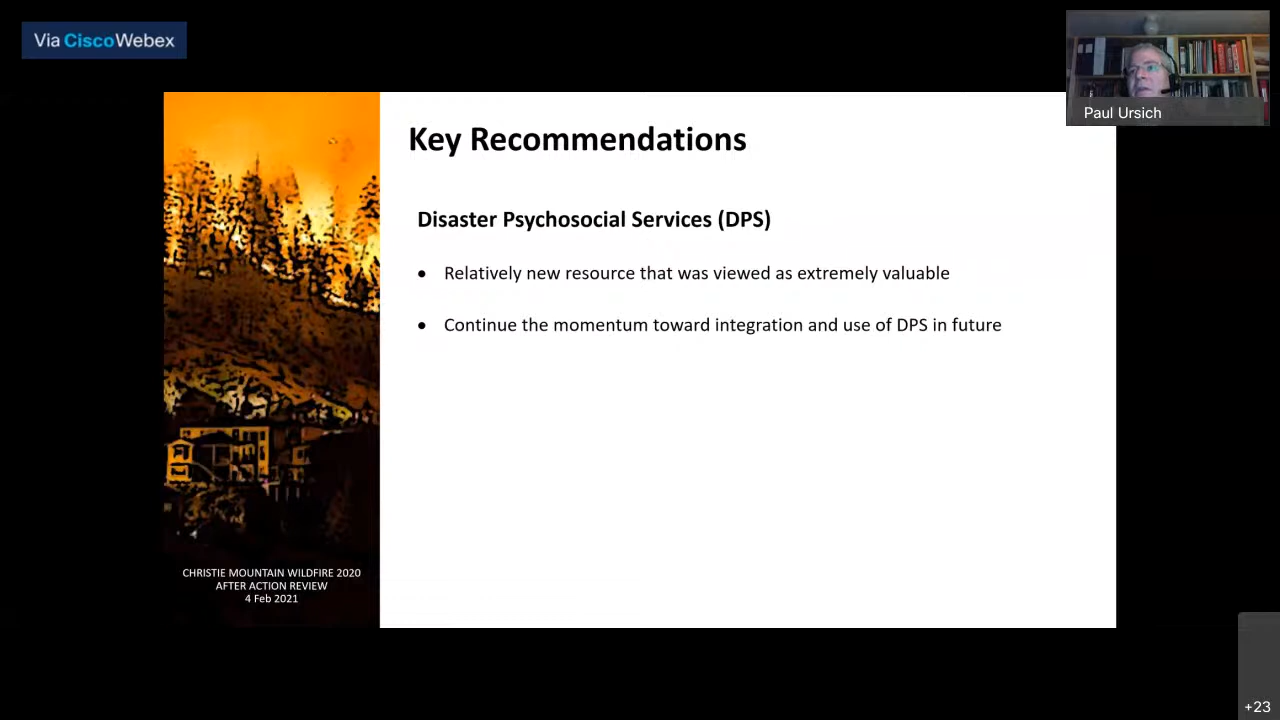 Via Cisco Webex
Paul Ursich
Key Recommendations
Disaster Psychosocial Services (DPS)
● Relatively new resource that was viewed as extremely valuable
● Continue the momentum toward integration and use of DPS in future
CHRISTIE MOUNTAIN WILDFIRE 2020
AFTER ACTION REVIEW
4 Feb 2021
+23